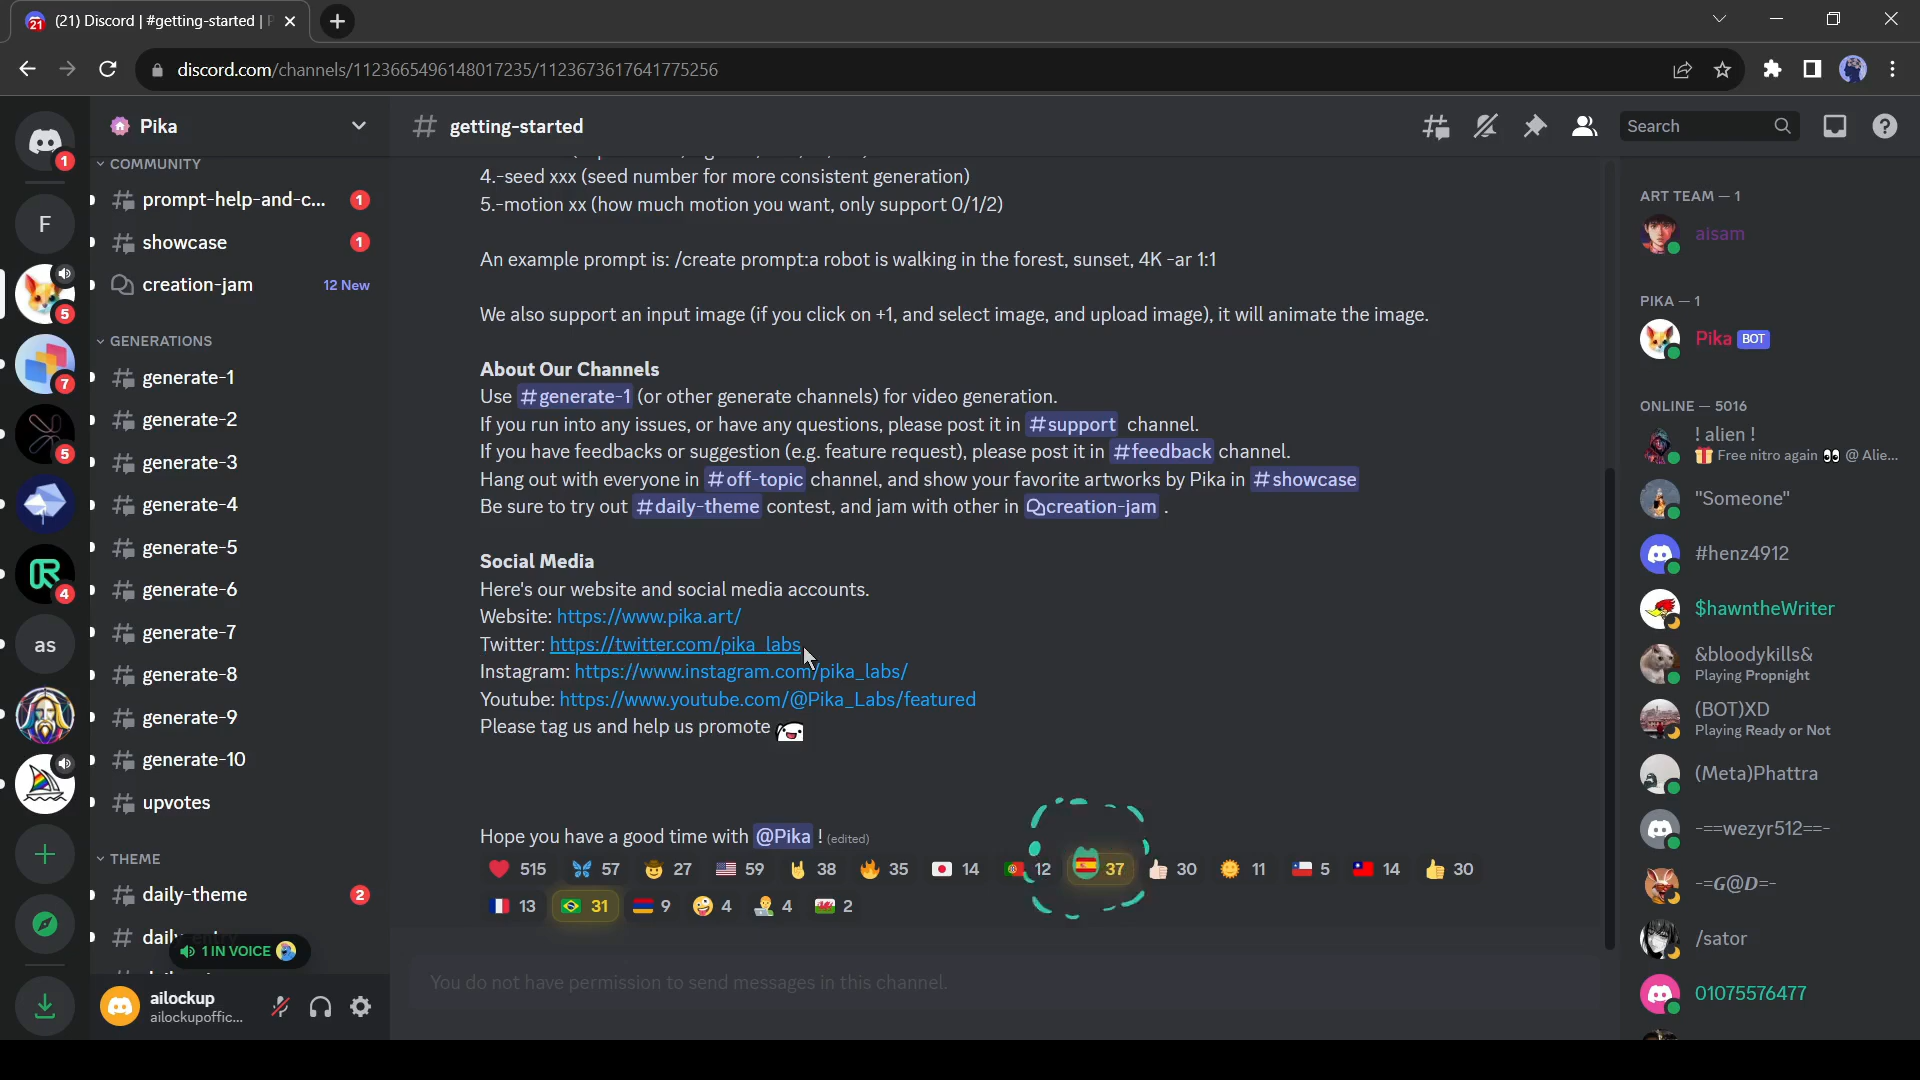 (21) Discord | #getting-started | P
discord.com/channels/1123665496148017235/1123673617641775256
Pika
# getting-started
Search
COMMUNITY
prompt-help-and-c... 1
showcase 1
creation-jam 12 New
GENERATIONS
generate-1
generate-2
generate-3
generate-4
generate-5
generate-6
generate-7
generate-8
generate-9
generate-10
upvotes
THEME
daily-theme 2
1 IN VOICE
ailockup
ailockupoffic...
1
F
5
7
5
4
as
4.-seed xxx (seed number for more consistent generation)
5.-motion xx (how much motion you want, only support 0/1/2)
An example prompt is: /create prompt:a robot is walking in the forest, sunset, 4K -ar 1:1
We also support an input image (if you click on +1, and select image, and upload image), it will animate the image.
About Our Channels
Use #generate-1 (or other generate channels) for video generation.
If you run into any issues, or have any questions, please post it in #support channel.
If you have feedbacks or suggestion (e.g. feature request), please post it in #feedback channel.
Hang out with everyone in #off-topic channel, and show your favorite artworks by Pika in #showcase
Be sure to try out #daily-theme contest, and jam with other in creation-jam .
Social Media
Here's our website and social media accounts.
Website: https://www.pika.art/
Twitter: https://twitter.com/pika_labs
Instagram: https://www.instagram.com/pika_labs/
Youtube: https://www.youtube.com/@Pika_Labs/featured
Please tag us and help us promote
Hope you have a good time with @Pika ! (edited)
515 57 27 59 38 35 14 12 37 30 11 5 14 30
13 31 9 4 4 2
You do not have permission to send messages in this channel.
ART TEAM — 1
aisam
PIKA — 1
Pika BOT
ONLINE — 5016
! alien !
Free nitro again 👀 @ Alie...
"Someone"
#henz4912
$hawntheWriter
&bloodykills&
Playing Propnight
(BOT)XD
Playing Ready or Not
(Meta)Phattra
-==wezyr512==-
-=G@D=-
/sator
01075576477